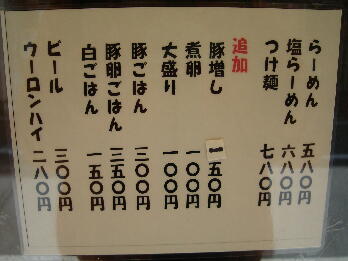 らーめん 五八〇円
塩らーめん 六八〇円
つけ麺 七八〇円
追加
豚増し 一五〇円
煮卵 一〇〇円
大盛り 一〇〇円
豚ごはん 三〇〇円
豚卵ごはん 三五〇円
白ごはん 一五〇円
ビール 三〇〇円
ウーロンハイ 二八〇円